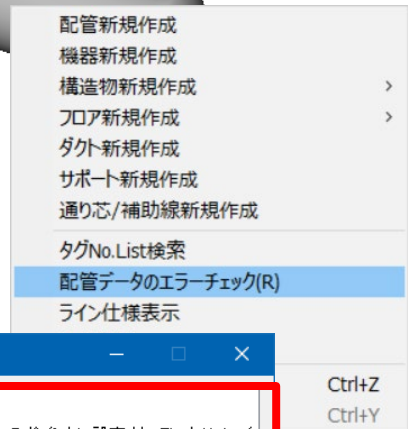 配管新規作成
機器新規作成
構造物新規作成
フロア新規作成
ダクト新規作成
サポート新規作成
通り芯/補助線新規作成
タグNo.List検索
配管データのエラーチェック(R)
ライン仕様表示
Ctrl+Z
Ctrl+Y